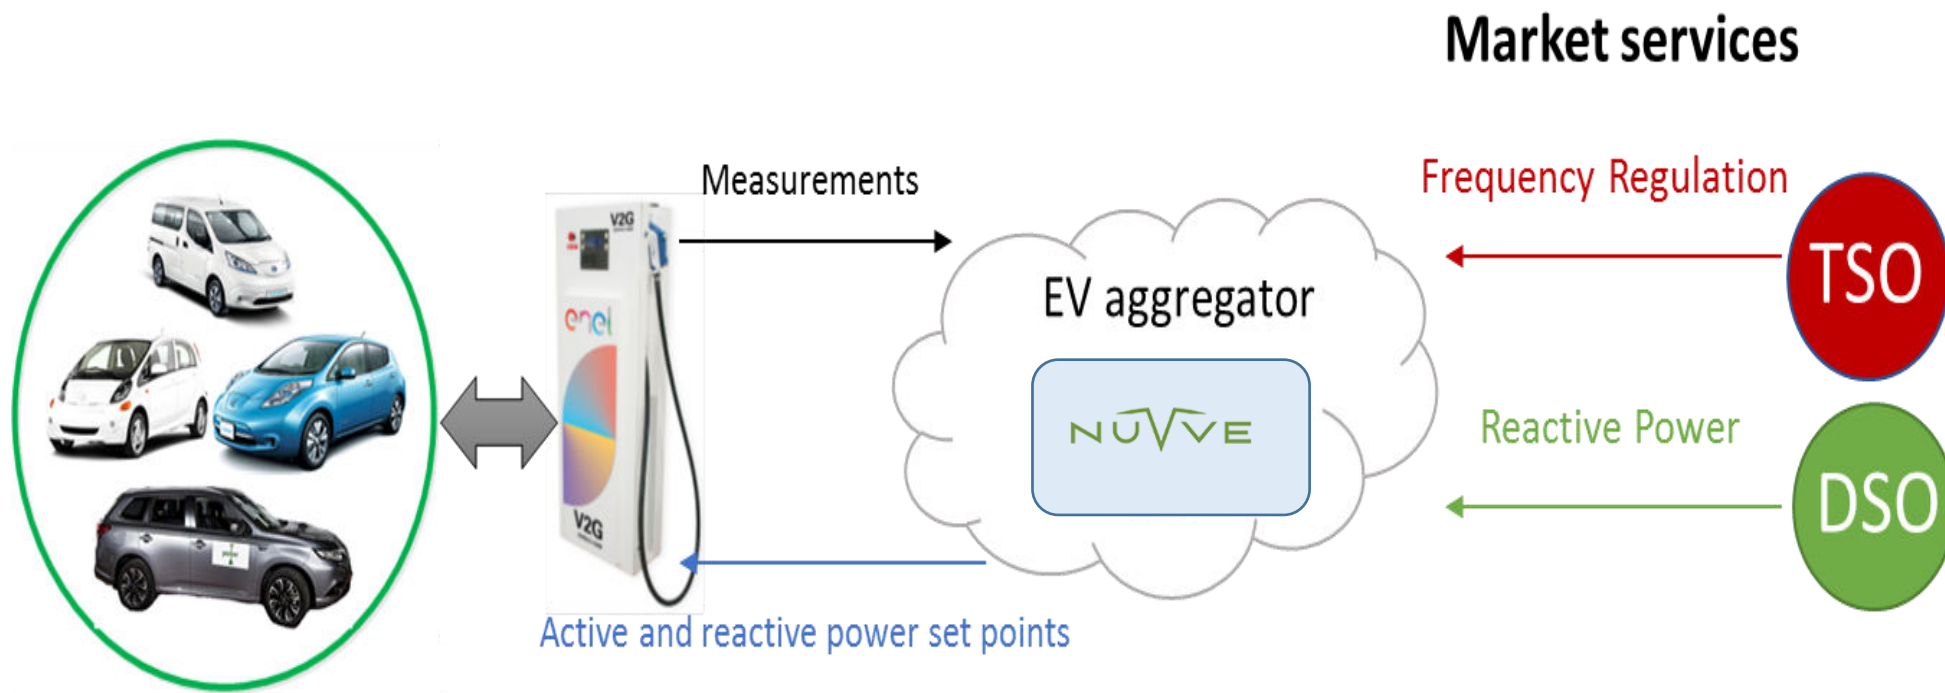 Market services
Measurements
Frequency Regulation
V2G
TSO
EV aggregator
enel
NUVVE
Reactive Power
DSO
V2G
Active and reactive power set points